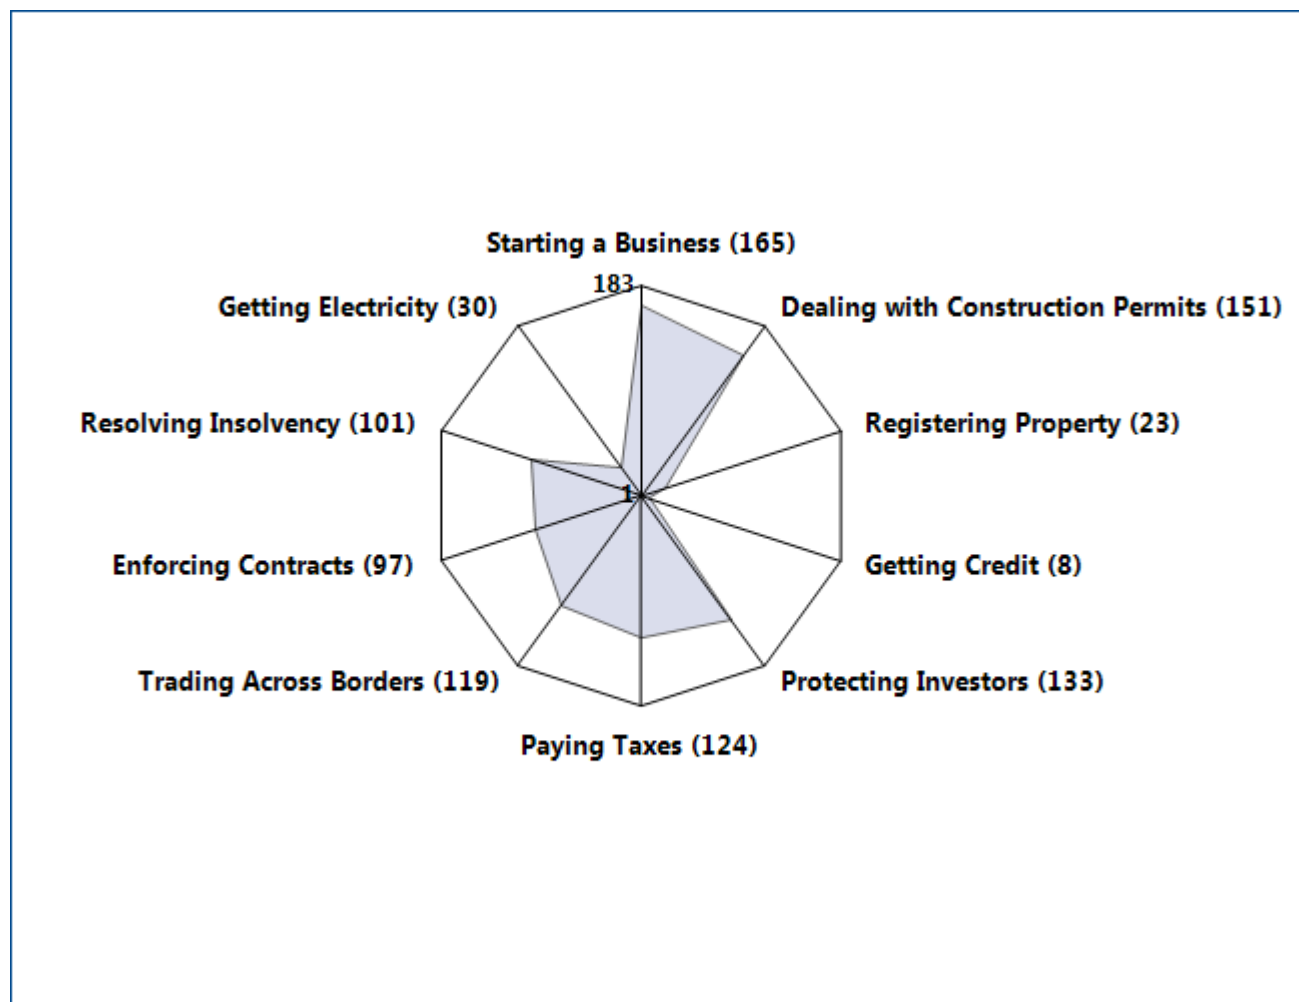 Starting a Business (165)
183
Getting Electricity (30)
Dealing with Construction Permits (151)
Resolving Insolvency (101)
Registering Property (23)
1
Enforcing Contracts (97)
Getting Credit (8)
Trading Across Borders (119)
Protecting Investors (133)
Paying Taxes (124)